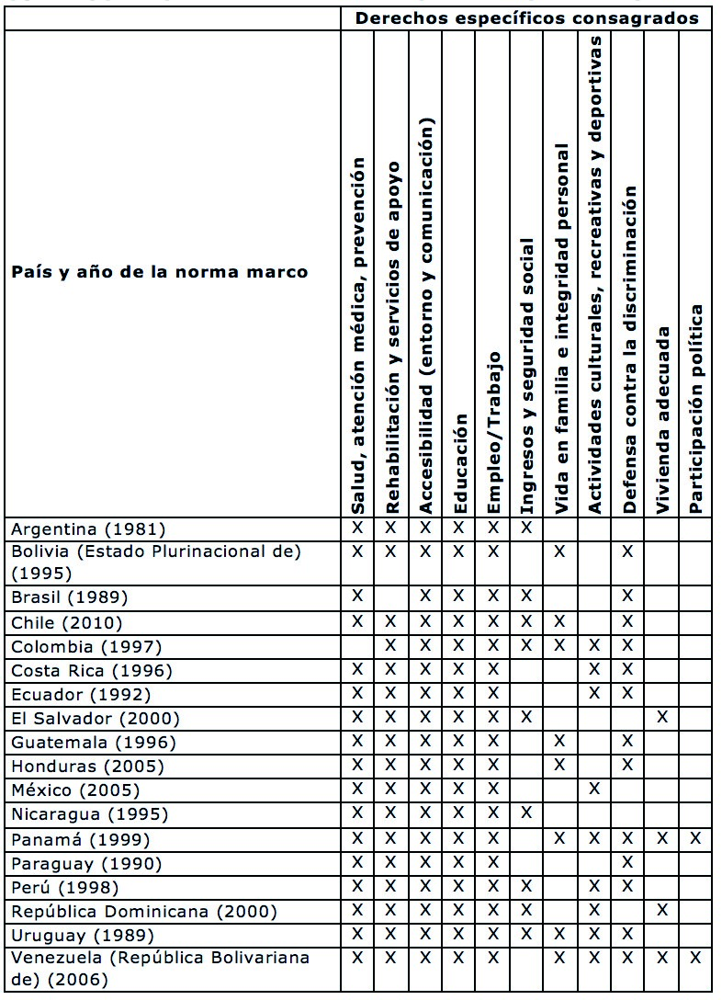 Derechos específicos consagrados
País y año de la norma marco
Salud, atención médica, prevención
Rehabilitación y servicios de apoyo
Accesibilidad (entorno y comunicación)
Educación
Empleo/Trabajo
Ingresos y seguridad social
Vida en familia e integridad personal
Actividades culturales, recreativas y deportivas
Defensa contra la discriminación
Vivienda adecuada
Participación política
Argentina (1981) X X X X X X
Bolivia (Estado Plurinacional de) X X X X X X X
(1995)
Brasil (1989) X X X X X X
Chile (2010) X X X X X X X X
Colombia (1997) X X X X X X X X
Costa Rica (1996) X X X X X X X
Ecuador (1992) X X X X X X X
El Salvador (2000) X X X X X X X
Guatemala (1996) X X X X X X X
Honduras (2005) X X X X X X X
México (2005) X X X X X X
Nicaragua (1995) X X X X X X
Panamá (1999) X X X X X X X X X X
Paraguay (1990) X X X X X X
Perú (1998) X X X X X X X X
República Dominicana (2000) X X X X X X X X
Uruguay (1989) X X X X X X X X X
Venezuela (República Bolivariana X X X X X X X X X X
de) (2006)